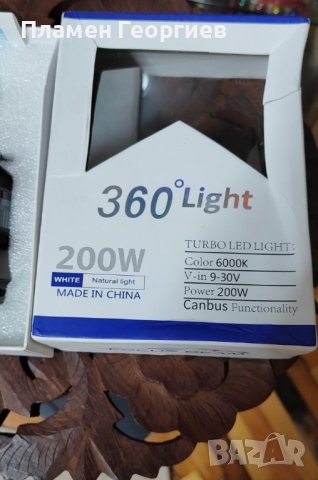 Пламен Георгиев
360° Light
200W
WHITE Natural light
MADE IN CHINA
TURBO LED LIGHT:
Color 6000K
V-in 9-30V
Power 200W
Canbus Functionality
BAZAR